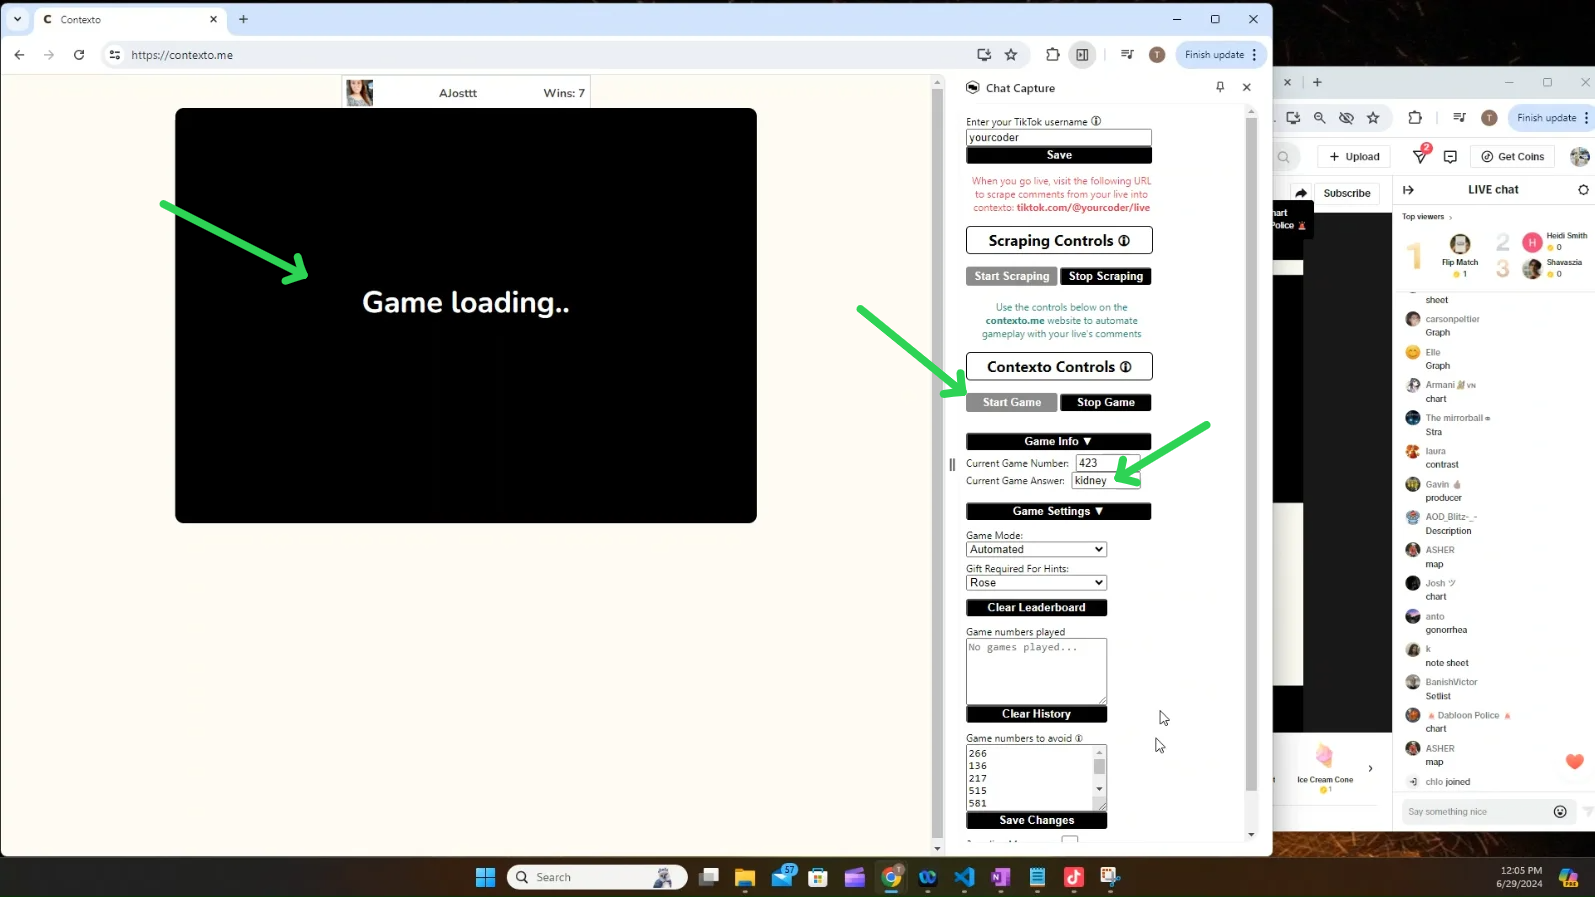 Contexto
https://contexto.me
Finish update
AJosttt
Wins: 7
Game loading..
Chat Capture
Enter your TikTok username
yourcoder
Save
When you go live, visit the following URL
to scrape comments from your live into
contexto: tiktok.com/@yourcoder/live
Scraping Controls
Start Scraping
Stop Scraping
Use the controls below on the
contexto.me website to automate
gameplay with your live's comments
Contexto Controls
Start Game
Stop Game
Game Info ▼
Current Game Number: 423
Current Game Answer: kidney
Game Settings ▼
Game Mode:
Automated
Gift Required For Hints:
Rose
Clear Leaderboard
Game numbers played
No games played...
Clear History
Game numbers to avoid
266
136
217
515
581
Save Changes
T
Finish update
2
Upload
Get Coins
Subscribe
hart
Police
LIVE chat
Top viewers
1
Flip Match
1
2
H
Heidi Smith
0
3
Shavaszia
0
sheet
carsonpeltier
Graph
Elle
Graph
Armani VN
chart
The mirrorball
Stra
laura
contrast
Gavin
producer
AOD_Blitz-_-
Description
ASHER
map
Josh ツ
chart
anto
gonorrhea
k
note sheet
BanishVictor
Setlist
Dabloon Police
chart
ASHER
map
chlo joined
Ice Cream Cone
1
Say something nice
Search
57
12:05 PM
6/29/2024